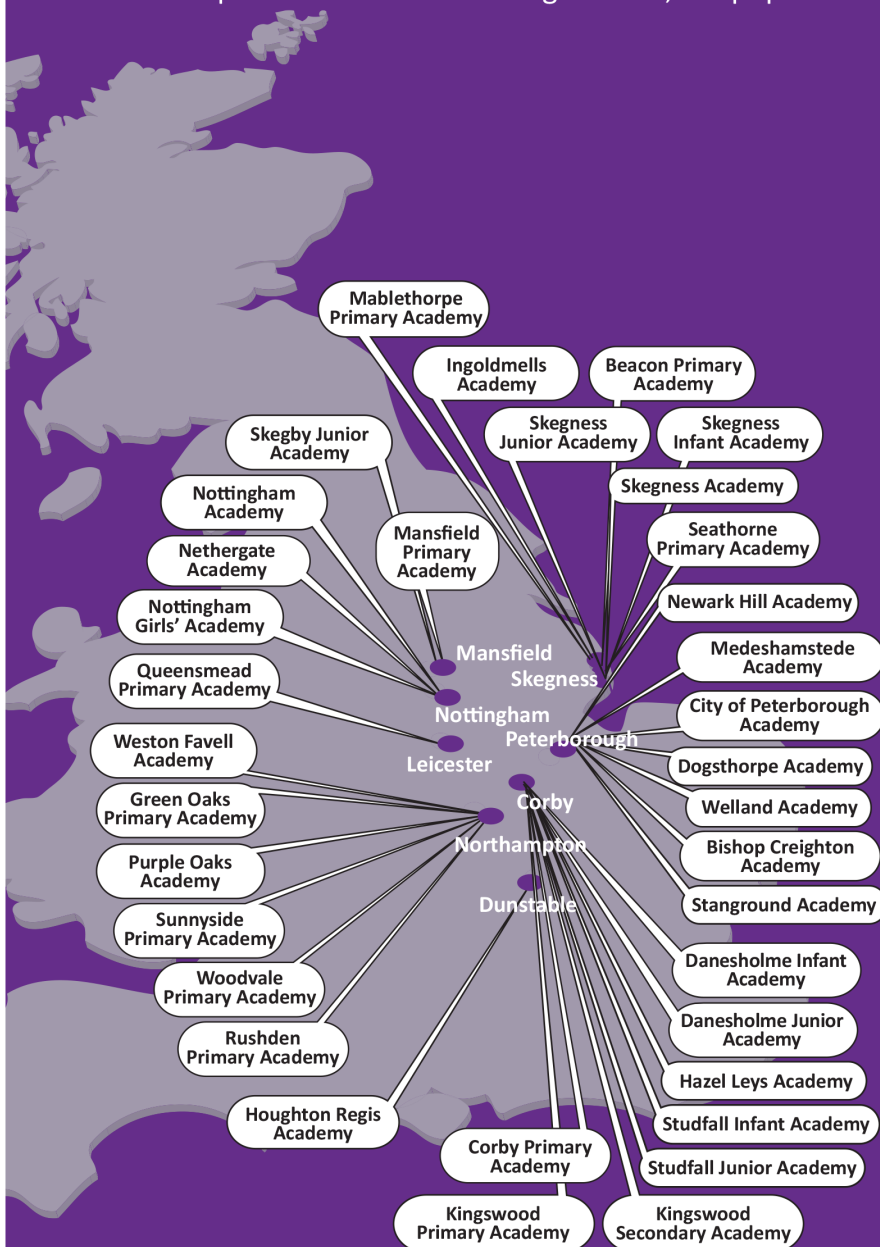 Mablethorpe
Primary Academy
Ingoldmells
Academy
Beacon Primary
Academy
Skegness
Junior Academy
Skegness
Infant Academy
Skegby Junior
Academy
Skegness Academy
Nottingham
Academy
Mansfield
Primary
Academy
Seathorne
Primary Academy
Nethergate
Academy
Newark Hill Academy
Nottingham
Girls’ Academy
Medeshamstede
Academy
Mansfield
Skegness
Queensmead
Primary Academy
City of Peterborough
Academy
Nottingham
Peterborough
Weston Favell
Academy
Leicester
Dogsthorpe Academy
Green Oaks
Primary Academy
Corby
Welland Academy
Northampton
Bishop Creighton
Academy
Purple Oaks
Academy
Dunstable
Stanground Academy
Sunnyside
Primary Academy
Danesholme Infant
Academy
Woodvale
Primary Academy
Danesholme Junior
Academy
Rushden
Primary Academy
Hazel Leys Academy
Houghton Regis
Academy
Studfall Infant Academy
Corby Primary
Academy
Studfall Junior Academy
Kingswood
Primary Academy
Kingswood
Secondary Academy